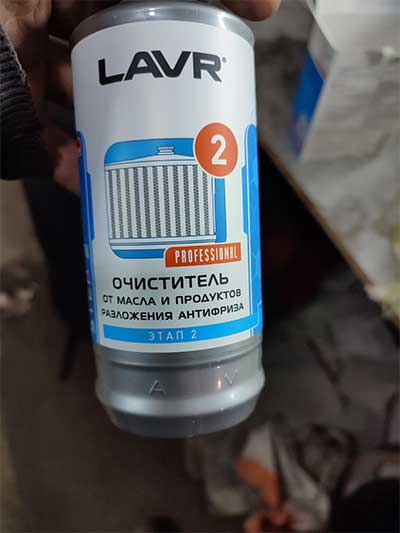 LAVR®
2
PROFESSIONAL
ОЧИСТИТЕЛЬ
ОТ МАСЛА И ПРОДУКТОВ
РАЗЛОЖЕНИЯ АНТИФРИЗА
ЭТАП 2
A V